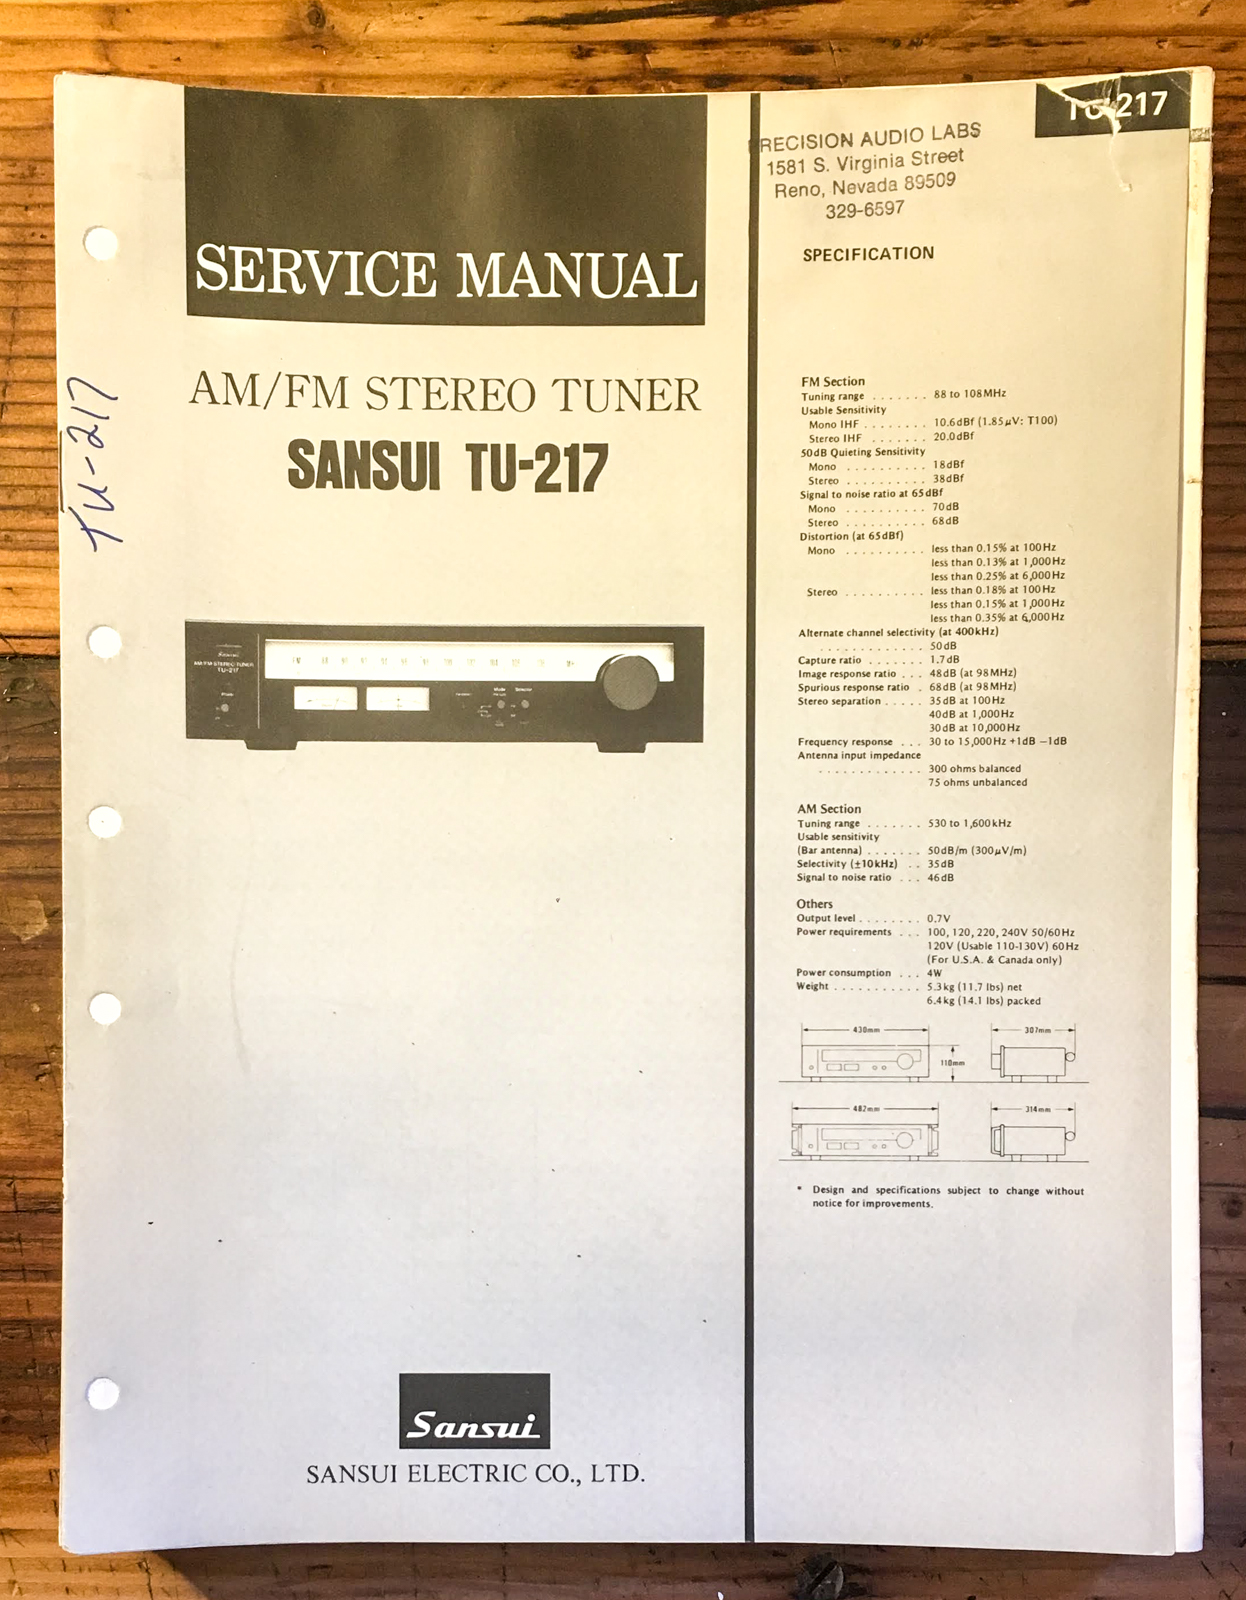 SERVICE MANUAL
AM/FM STEREO TUNER
SANSUI TU-217
TU-217
Sansui
AM/FM STEREO TUNER
TU-217
FM
Sansui
SANSUI ELECTRIC CO., LTD.
TU-217
RECISION AUDIO LABS
1581 S. Virginia Street
Reno, Nevada 89509
329-6597
SPECIFICATION
FM Section
Tuning range . . . . . . . 88 to 108MHz
Usable Sensitivity
Mono IHF . . . . . . . . 10.6dBf (1.85µV: T100)
Stereo IHF . . . . . . . 20.0dBf
50dB Quieting Sensitivity
Mono . . . . . . . . . . 18dBf
Stereo . . . . . . . . . . 38dBf
Signal to noise ratio at 65dBf
Mono . . . . . . . . . . 70dB
Stereo . . . . . . . . . . 68dB
Distortion (at 65dBf)
Mono . . . . . . . . . . less than 0.15% at 100Hz
less than 0.13% at 1,000Hz
less than 0.25% at 6,000Hz
Stereo . . . . . . . . . . less than 0.18% at 100Hz
less than 0.15% at 1,000Hz
less than 0.35% at 6,000Hz
Alternate channel selectivity (at 400kHz)
. . . . . . . . . . . . . 50dB
Capture ratio . . . . . . . 1.7dB
Image response ratio . . . 48dB (at 98MHz)
Spurious response ratio . 68dB (at 98MHz)
Stereo separation . . . . . 35dB at 100Hz
40dB at 1,000Hz
30dB at 10,000Hz
Frequency response . . . 30 to 15,000Hz +1dB −1dB
Antenna input impedance
. . . . . . . . . . . . . 300 ohms balanced
75 ohms unbalanced
AM Section
Tuning range . . . . . . . 530 to 1,600kHz
Usable sensitivity
(Bar antenna) . . . . . . . 50dB/m (300µV/m)
Selectivity (±10kHz) . . 35dB
Signal to noise ratio . . . 46dB
Others
Output level . . . . . . . . 0.7V
Power requirements . . . 100, 120, 220, 240V 50/60Hz
120V (Usable 110-130V) 60Hz
(For U.S.A. & Canada only)
Power consumption . . . 4W
Weight . . . . . . . . . . . 5.3kg (11.7 lbs) net
6.4kg (14.1 lbs) packed
430mm
307mm
110mm
482mm
314mm
* Design and specifications subject to change without
notice for improvements.